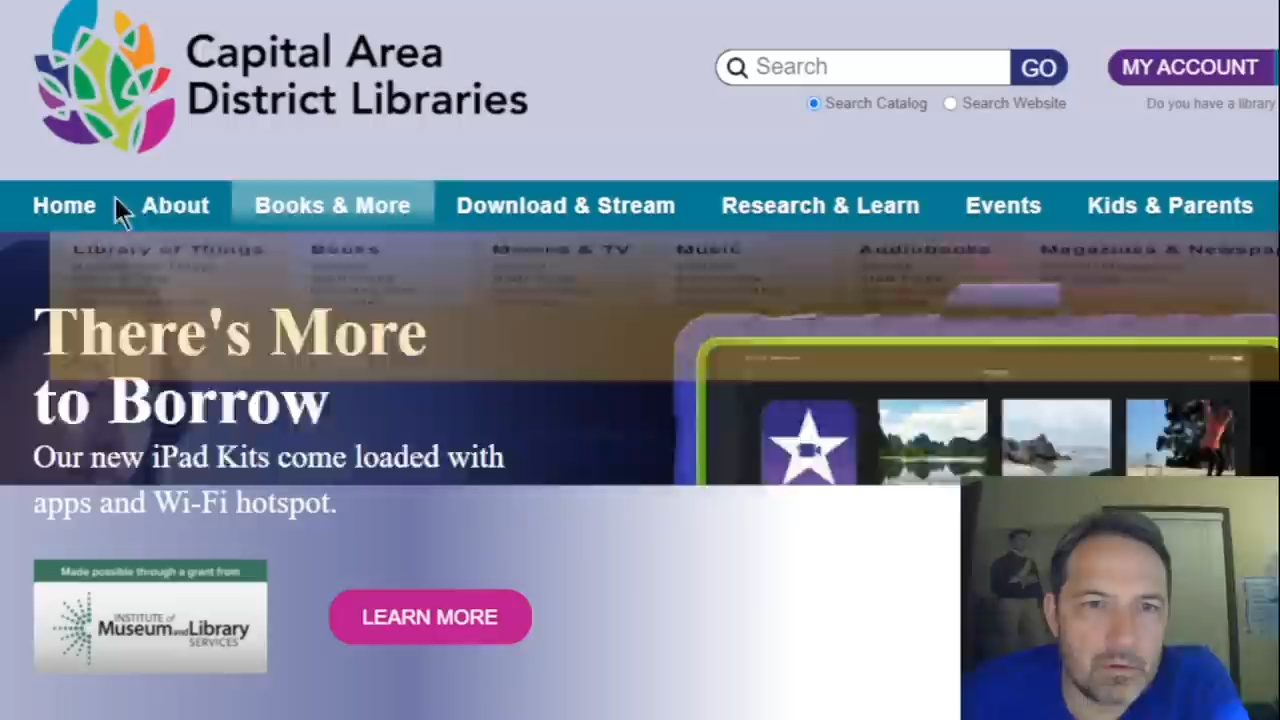 Capital Area
District Libraries
Search
GO
MY ACCOUNT
Search Catalog
Search Website
Do you have a library
Home
About
Books & More
Download & Stream
Research & Learn
Events
Kids & Parents
Library of Things
Books
Movies & TV
Music
Audiobooks
Magazines & Newspa
There's More
to Borrow
Our new iPad Kits come loaded with
apps and Wi-Fi hotspot.
Made possible through a grant from
INSTITUTE of
Museum and Library
SERVICES
LEARN MORE